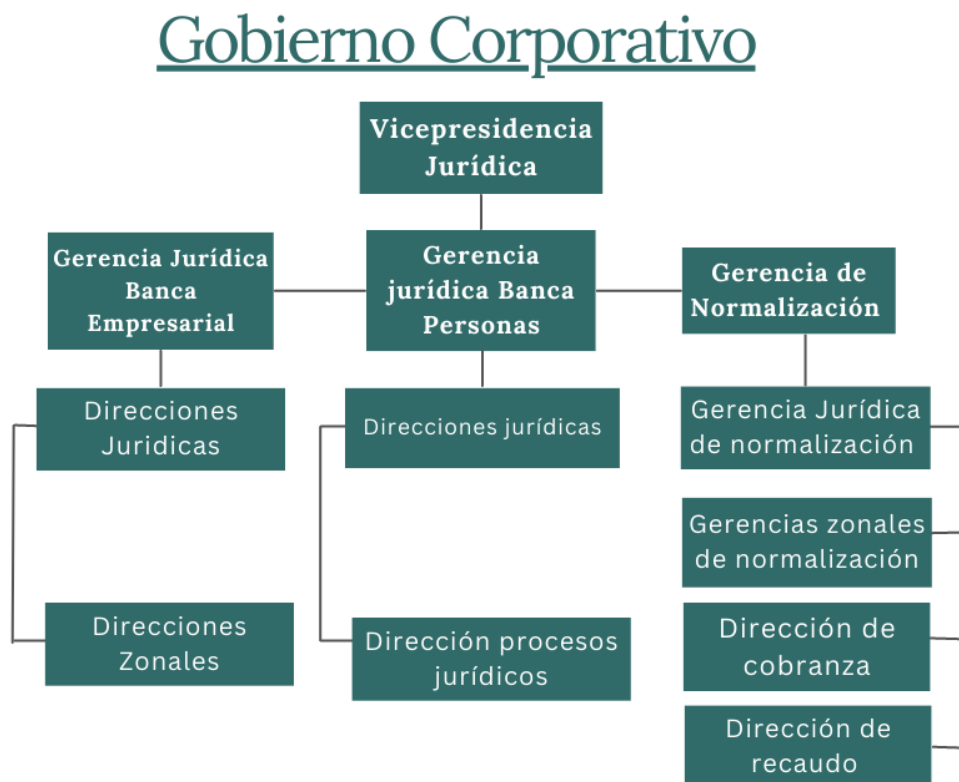 Gobierno Corporativo
Vicepresidencia
Jurídica
Gerencia Jurídica
Banca
Empresarial
Gerencia
jurídica Banca
Personas
Gerencia de
Normalización
Direcciones
Juridicas
Direcciones jurídicas
Gerencia Jurídica
de normalización
Gerencias zonales
de normalización
Direcciones
Zonales
Dirección procesos
jurídicos
Dirección de
cobranza
Dirección de
recaudo